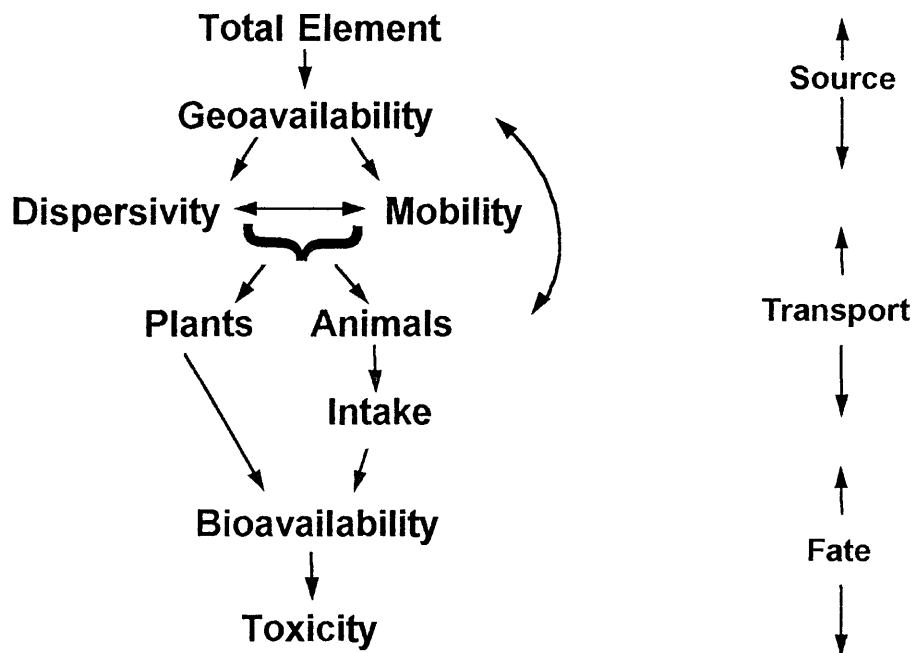 Total Element
Source
Geoavailability
Dispersivity
Mobility
Plants
Animals
Transport
Intake
Bioavailability
Fate
Toxicity